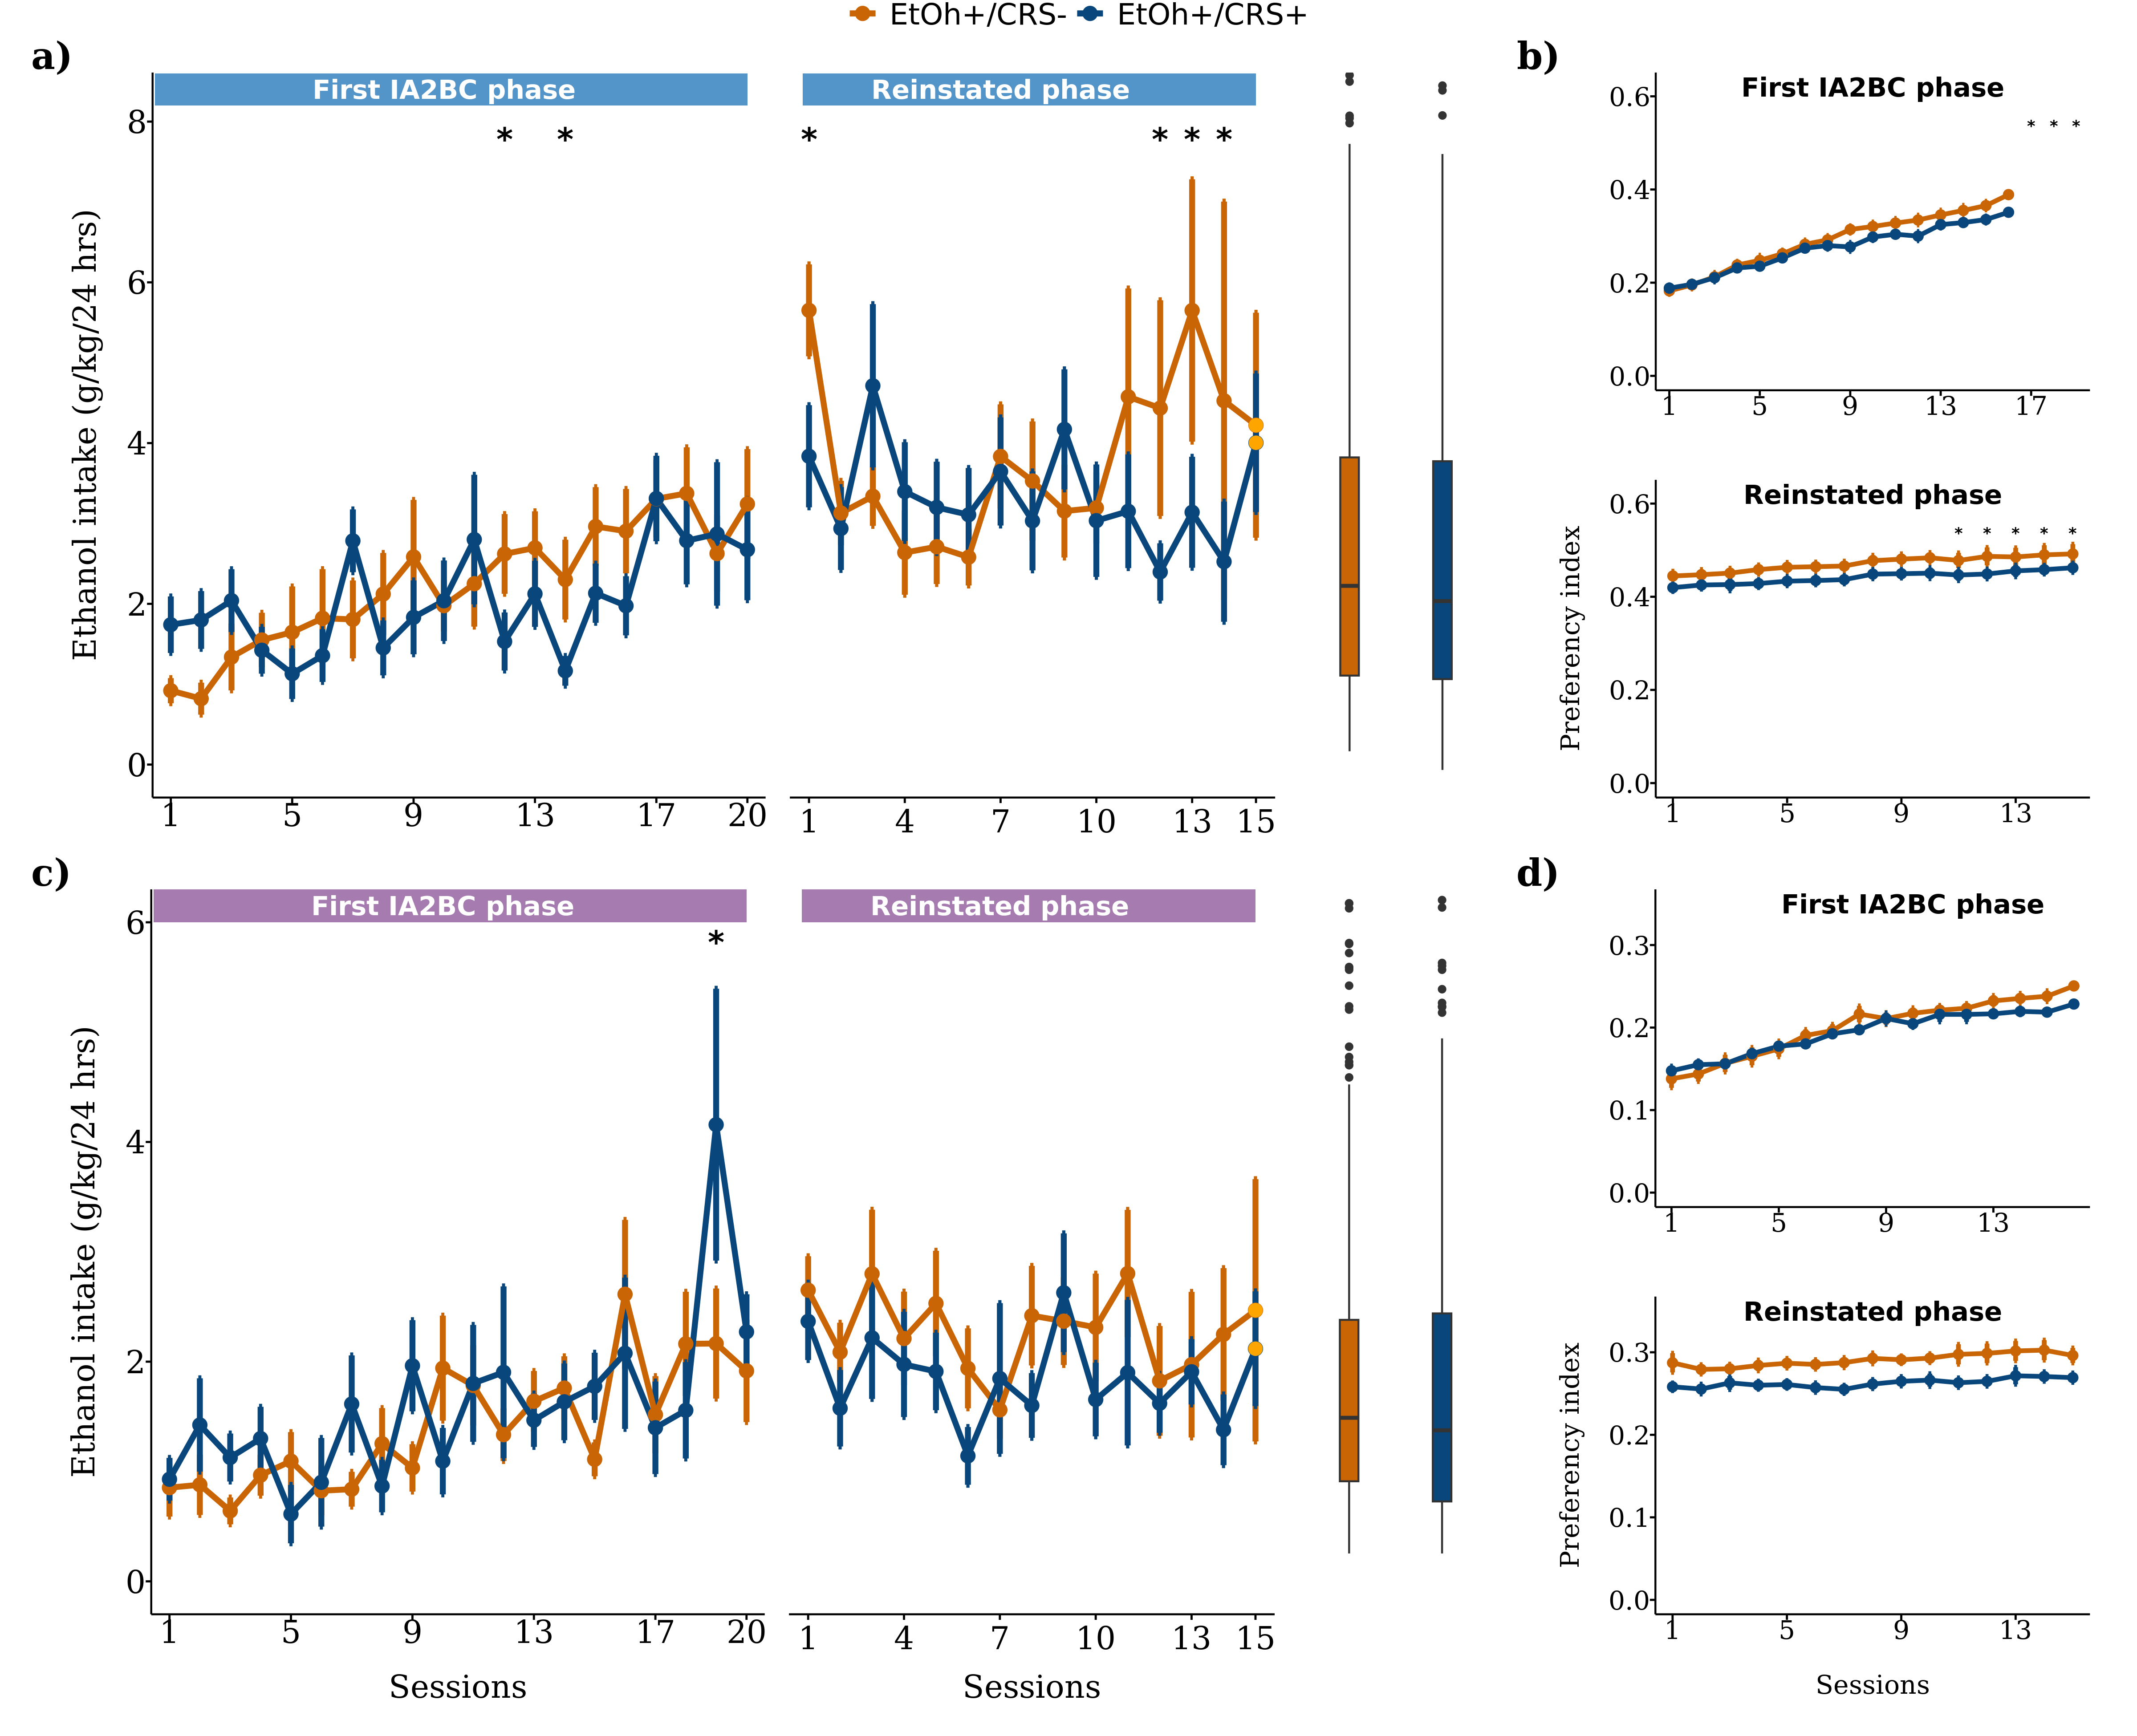 EtOh+/CRS- EtOh+/CRS+
a)
First IA2BC phase
Reinstated phase
* *
* * * *
Ethanol intake (g/kg/24 hrs)
8
6
4
2
0
1 5 9 13 17 20
1 4 7 10 13 15
b)
First IA2BC phase
* * *
0.6
0.4
0.2
0.0
1 5 9 13 17
Reinstated phase
* * * * *
Preferency index
0.6
0.4
0.2
0.0
1 5 9 13
c)
First IA2BC phase
Reinstated phase
*
Ethanol intake (g/kg/24 hrs)
6
4
2
0
1 5 9 13 17 20
1 4 7 10 13 15
Sessions
Sessions
d)
First IA2BC phase
0.3
0.2
0.1
0.0
1 5 9 13
Reinstated phase
Preferency index
0.3
0.2
0.1
0.0
1 5 9 13
Sessions